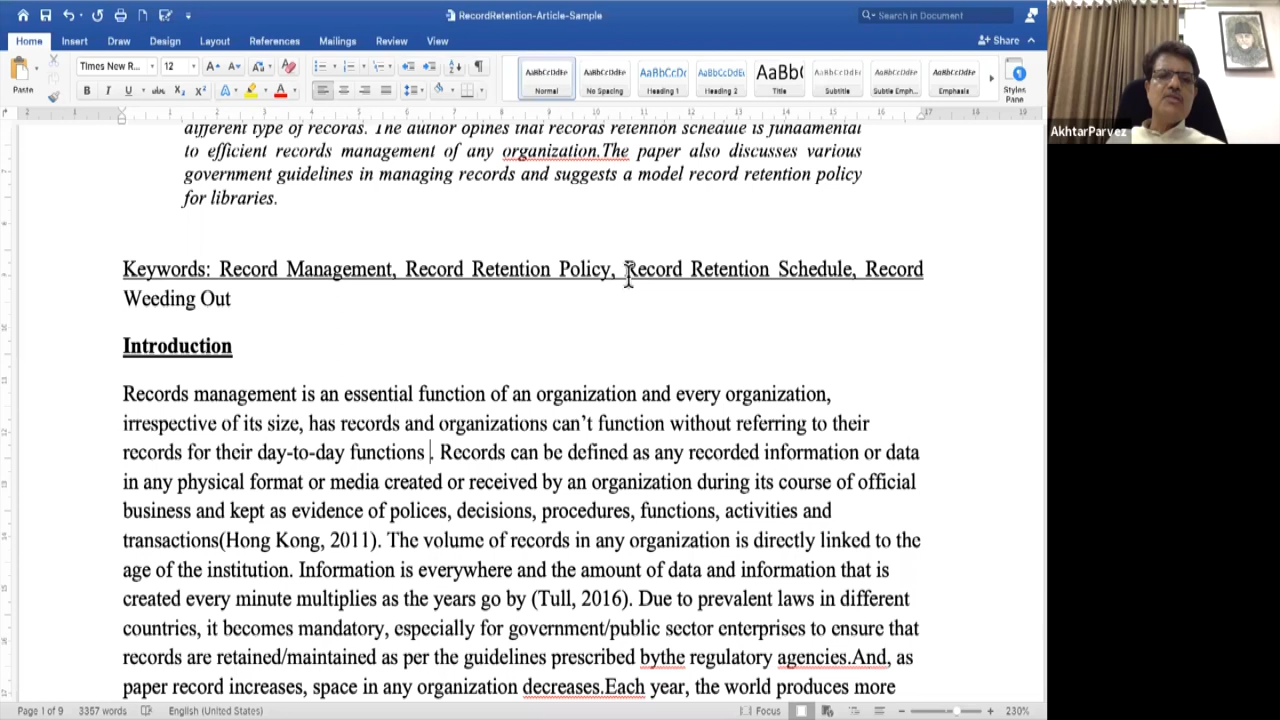 RecordRetention-Article-Sample
Search in Document
Home Insert Draw Design Layout References Mailings Review View
Share
Times New R... 12
Paste
AaBbCcDdEe AaBbCcDdEe AaBbCcDc AaBbCcDdEe AaBb( AaBbCcDdEe AaBbCcDdEe AaBbCcDdEe
Normal No Spacing Heading 1 Heading 2 Title Subtitle Subtle Emph... Emphasis
Styles
Pane
AkhtarParvez
different type of records. The author opines that records retention schedule is fundamental
to efficient records management of any organization.The paper also discusses various
government guidelines in managing records and suggests a model record retention policy
for libraries.
Keywords: Record Management, Record Retention Policy, Record Retention Schedule, Record
Weeding Out
Introduction
Records management is an essential function of an organization and every organization,
irrespective of its size, has records and organizations can’t function without referring to their
records for their day-to-day functions . Records can be defined as any recorded information or data
in any physical format or media created or received by an organization during its course of official
business and kept as evidence of polices, decisions, procedures, functions, activities and
transactions(Hong Kong, 2011). The volume of records in any organization is directly linked to the
age of the institution. Information is everywhere and the amount of data and information that is
created every minute multiplies as the years go by (Tull, 2016). Due to prevalent laws in different
countries, it becomes mandatory, especially for government/public sector enterprises to ensure that
records are retained/maintained as per the guidelines prescribed bythe regulatory agencies.And, as
paper record increases, space in any organization decreases.Each year, the world produces more
Page 1 of 9 3357 words English (United States) Focus 230%